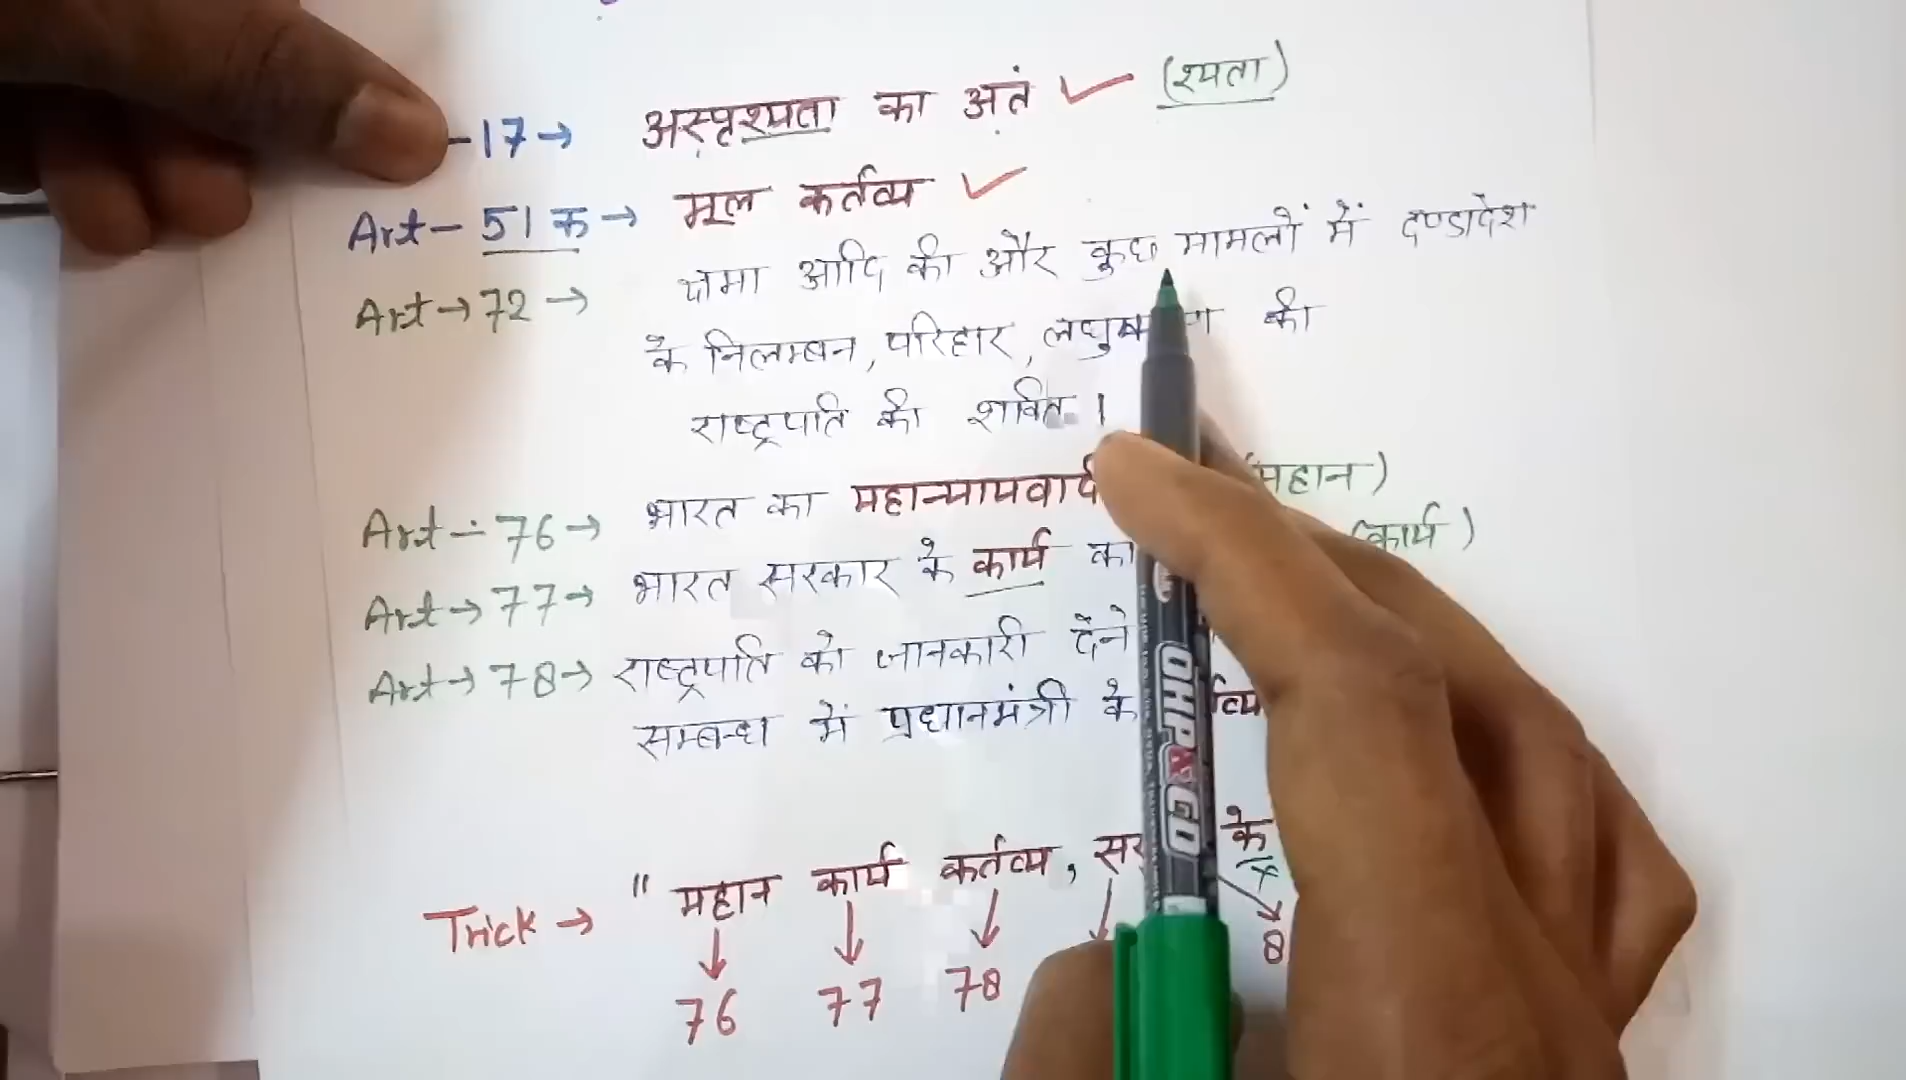 -17→ अस्पृश्यता का अतं ✓ (श्यता)
Art- 51 क→ मूल कर्तव्य ✓
Art→72→ क्षमा आदि की और कुछ मामलों में दण्डादेश
के निलम्बन, परिहार, की
राष्ट्रपति की शक्ति ।
Art-76→ भारत का (महान)
Art→77→ भारत सरकार के कार्य का (कार्य)
Art→78→ राष्ट्रपति को जानकारी देने
सम्बन्ध में प्रधानमंत्री के
Trick→ " महान कार्य कर्तव्य, के
76 77 78 8
OHP